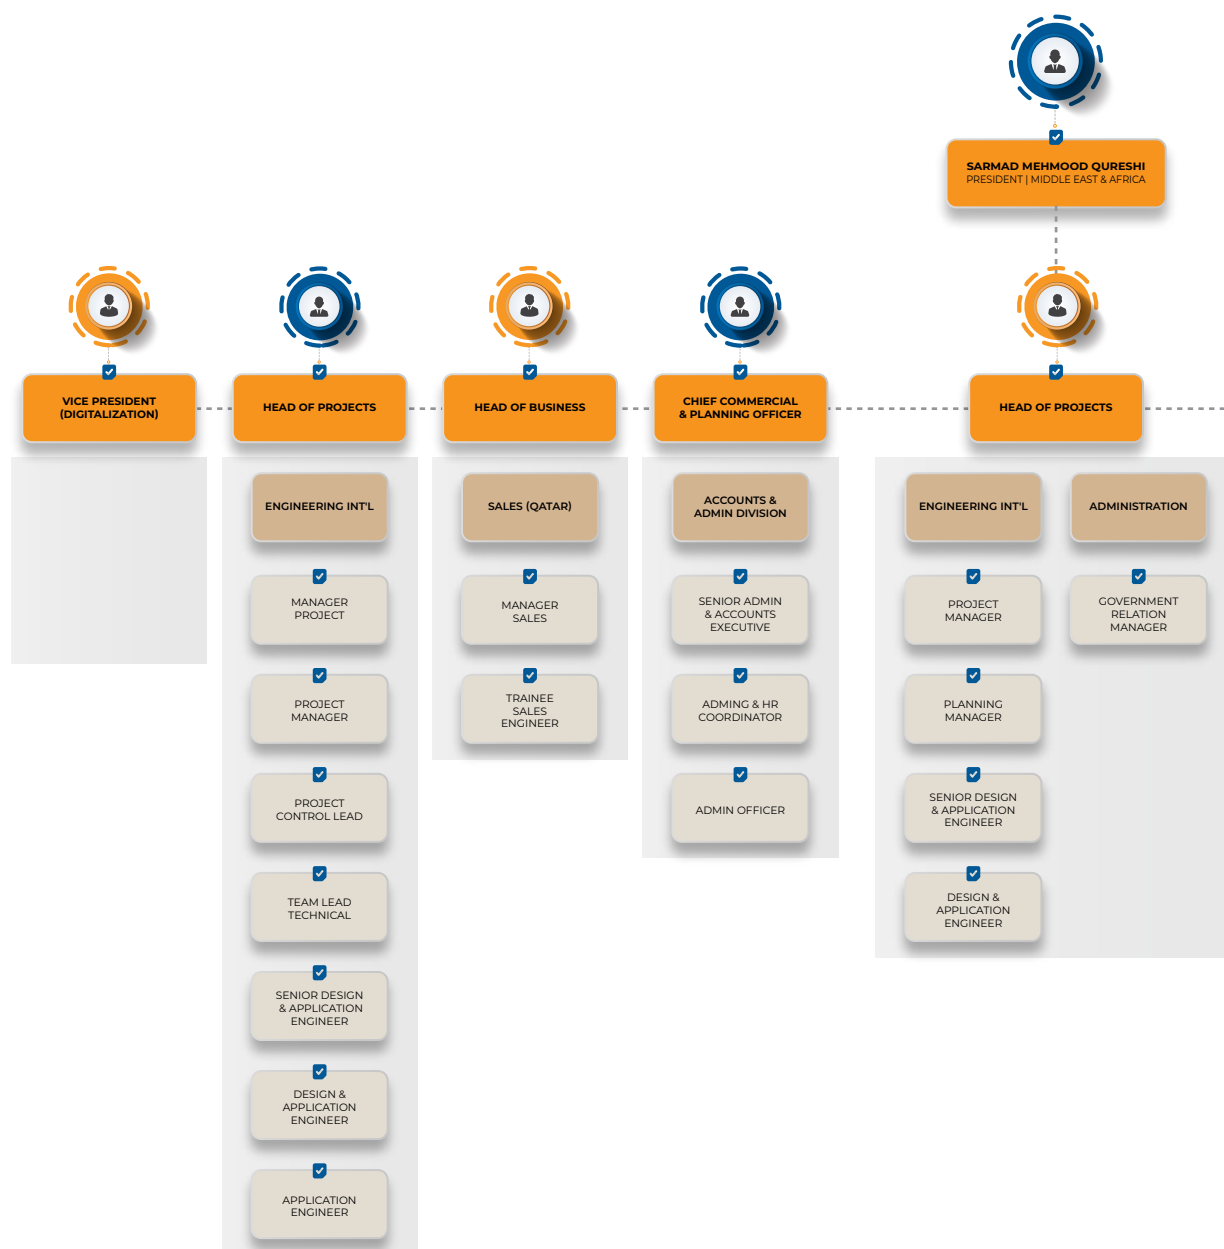 SARMAD MEHMOOD QURESHI
PRESIDENT | MIDDLE EAST & AFRICA
VICE PRESIDENT
(DIGITALIZATION)
HEAD OF PROJECTS
HEAD OF BUSINESS
CHIEF COMMERCIAL
& PLANNING OFFICER
HEAD OF PROJECTS
ENGINEERING INT'L
MANAGER
PROJECT
PROJECT
MANAGER
PROJECT
CONTROL LEAD
TEAM LEAD
TECHNICAL
SENIOR DESIGN
& APPLICATION
ENGINEER
DESIGN &
APPLICATION
ENGINEER
APPLICATION
ENGINEER
SALES (QATAR)
MANAGER
SALES
TRAINEE
SALES
ENGINEER
ACCOUNTS &
ADMIN DIVISION
SENIOR ADMIN
& ACCOUNTS
EXECUTIVE
ADMING & HR
COORDINATOR
ADMIN OFFICER
ENGINEERING INT'L
PROJECT
MANAGER
PLANNING
MANAGER
SENIOR DESIGN
& APPLICATION
ENGINEER
DESIGN &
APPLICATION
ENGINEER
ADMINISTRATION
GOVERNMENT
RELATION
MANAGER